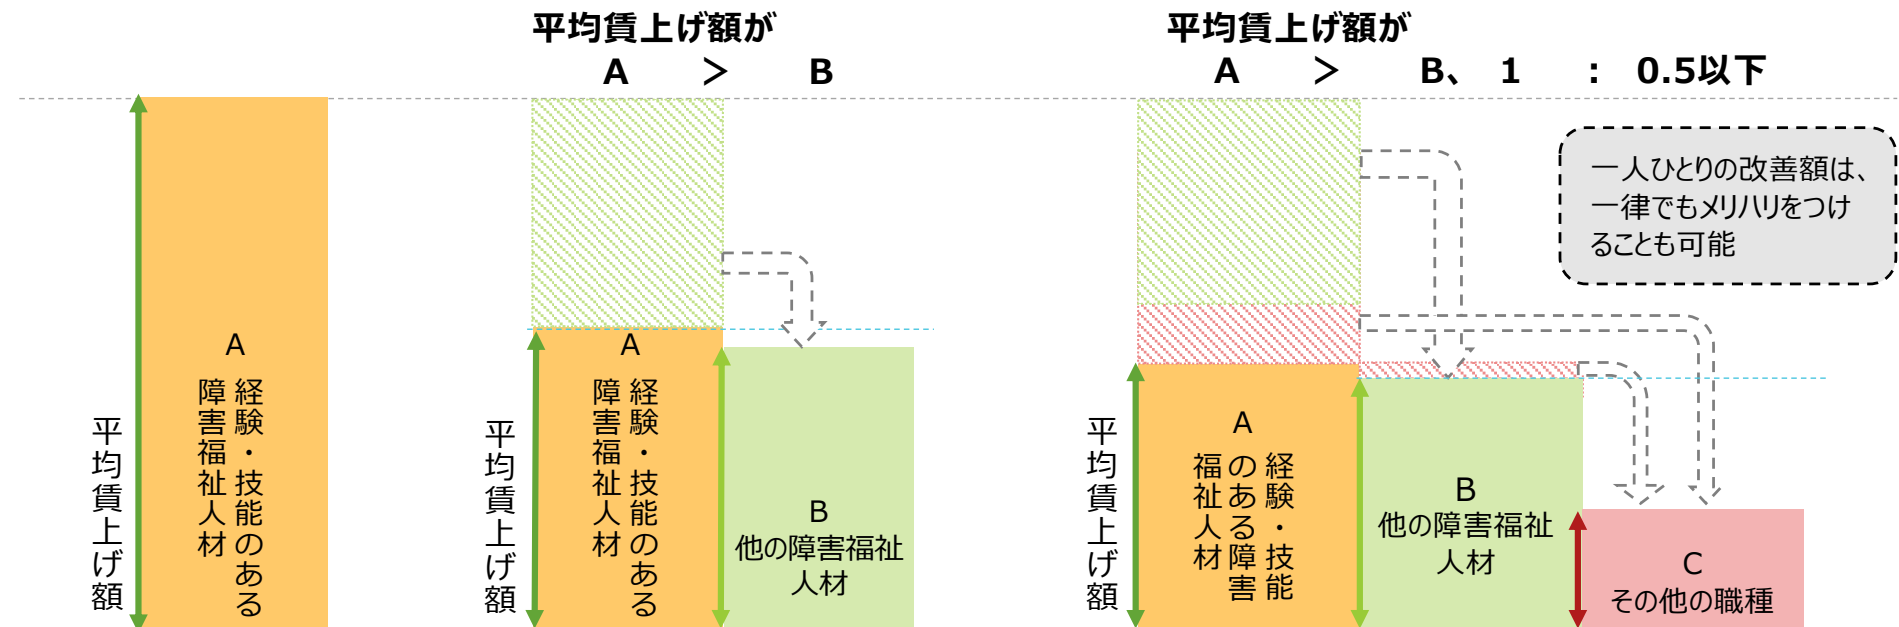 平均賃上げ額が
A ＞ B
平均賃上げ額が
A ＞ B、 1 : 0.5以下
一人ひとりの改善額は、
一律でもメリハリをつけ
ることも可能
平均賃上げ額
A
経験・技能のある
障害福祉人材
平均賃上げ額
A
経験・技能のある
障害福祉人材
B
他の障害福祉
人材
平均賃上げ額
A
経験・技能
のある障害
福祉人材
B
他の障害福祉
人材
C
その他の職種